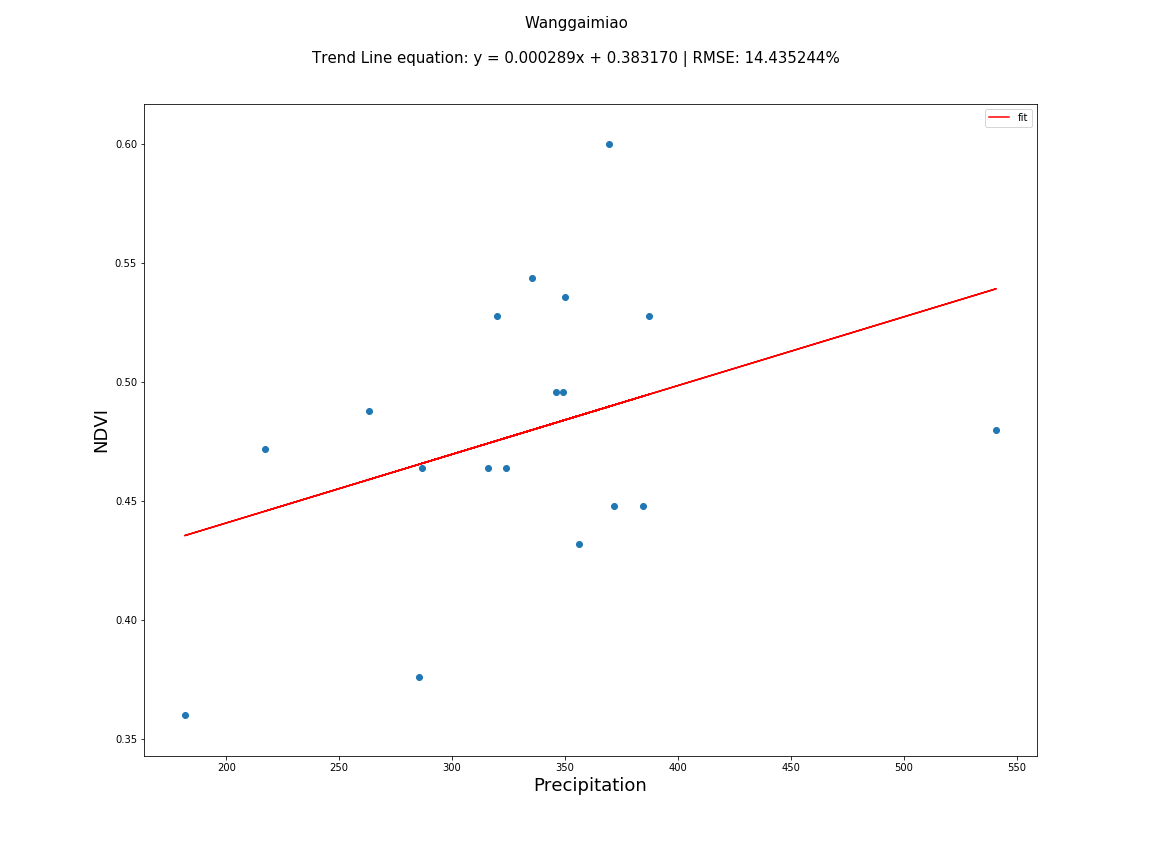 Wanggaimiao
Trend Line equation: y = 0.000289x + 0.383170 | RMSE: 14.435244%
fit
0.60
0.55
0.50
0.45
0.40
0.35
NDVI
200 250 300 350 400 450 500 550
Precipitation